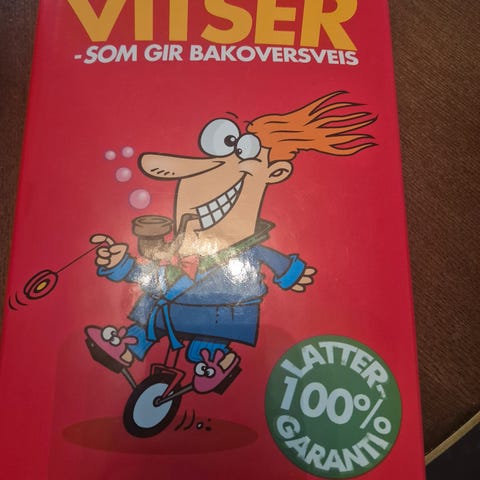 VITSER
- SOM GIR BAKOVERSVEIS
LATTER-
100%
GARANTI